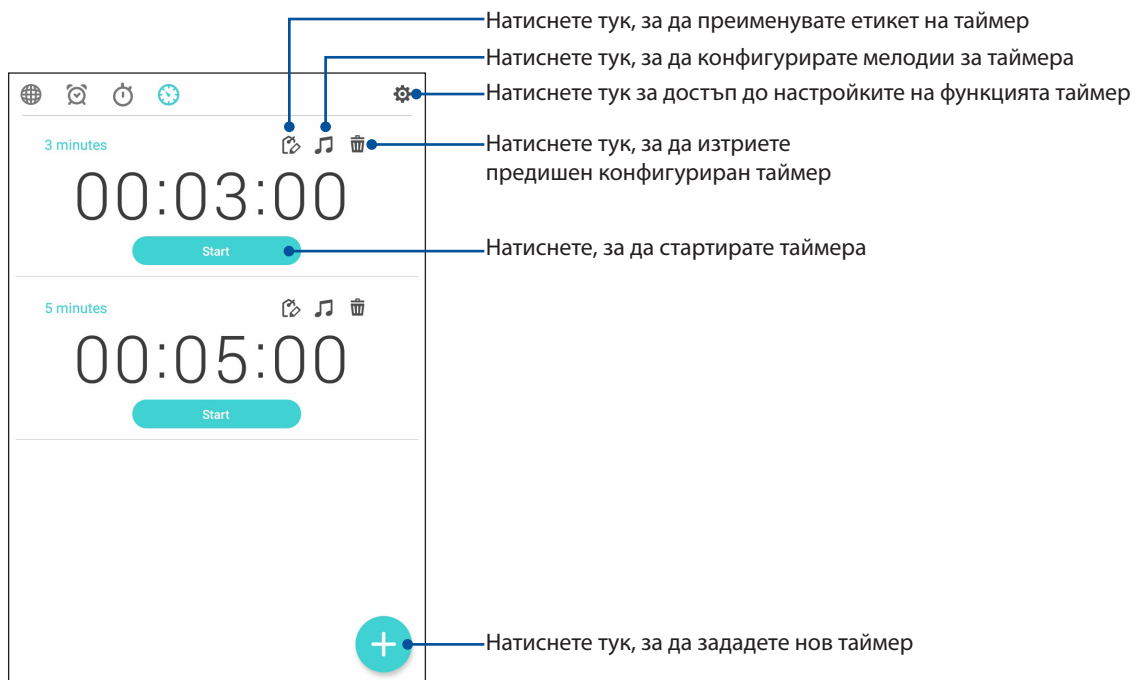 Натиснете тук, за да преименувате етикет на таймер
Натиснете тук, за да конфигурирате мелодии за таймера
Натиснете тук за достъп до настройките на функцията таймер
3 minutes
Натиснете тук, за да изтриете
предишен конфигуриран таймер
00:03:00
Start
Натиснете, за да стартирате таймера
5 minutes
00:05:00
Start
Натиснете тук, за да зададете нов таймер